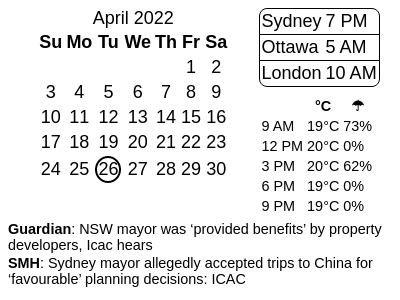 April 2022
Su Mo Tu We Th Fr Sa
1 2
3 4 5 6 7 8 9
10 11 12 13 14 15 16
17 18 19 20 21 22 23
24 25 26 27 28 29 30
Sydney 7 PM
Ottawa 5 AM
London 10 AM
°C ☂
9 AM 19°C 73%
12 PM 20°C 0%
3 PM 20°C 62%
6 PM 19°C 0%
9 PM 19°C 0%
Guardian: NSW mayor was ‘provided benefits’ by property
developers, Icac hears
SMH: Sydney mayor allegedly accepted trips to China for
‘favourable’ planning decisions: ICAC